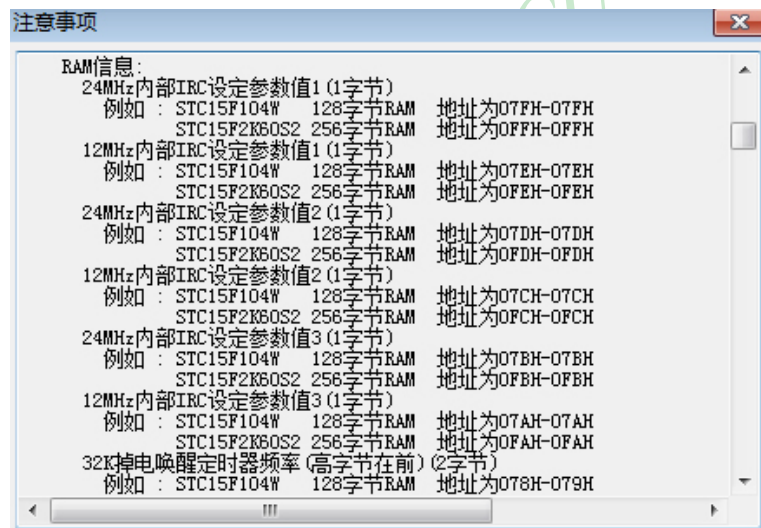 注意事项
RAM信息:
24MHz内部IRC设定参数值1(1字节)
例如 : STC15F104W 128字节RAM 地址为07FH-07FH
STC15F2K60S2 256字节RAM 地址为0FFH-0FFH
12MHz内部IRC设定参数值1(1字节)
例如 : STC15F104W 128字节RAM 地址为07EH-07EH
STC15F2K60S2 256字节RAM 地址为0FEH-0FEH
24MHz内部IRC设定参数值2(1字节)
例如 : STC15F104W 128字节RAM 地址为07DH-07DH
STC15F2K60S2 256字节RAM 地址为0FDH-0FDH
12MHz内部IRC设定参数值2(1字节)
例如 : STC15F104W 128字节RAM 地址为07CH-07CH
STC15F2K60S2 256字节RAM 地址为0FCH-0FCH
24MHz内部IRC设定参数值3(1字节)
例如 : STC15F104W 128字节RAM 地址为07BH-07BH
STC15F2K60S2 256字节RAM 地址为0FBH-0FBH
12MHz内部IRC设定参数值3(1字节)
例如 : STC15F104W 128字节RAM 地址为07AH-07AH
STC15F2K60S2 256字节RAM 地址为0FAH-0FAH
32K掉电唤醒定时器频率(高字节在前)(2字节)
例如 : STC15F104W 128字节RAM 地址为078H-079H